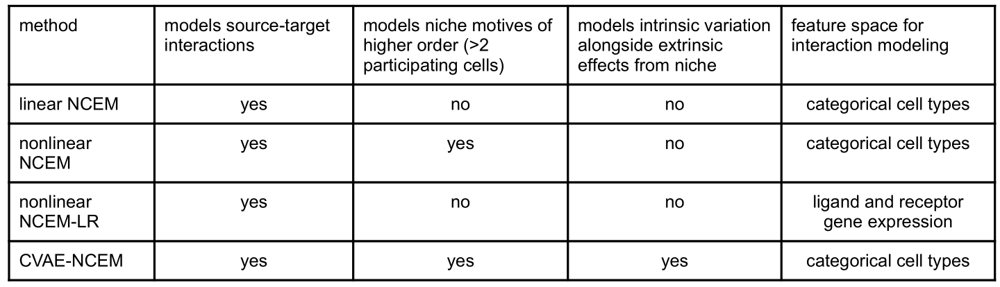 method
models source-target
interactions
models niche motives of
higher order (>2
participating cells)
models intrinsic variation
alongside extrinsic
effects from niche
feature space for
interaction modeling
linear NCEM
yes
no
no
categorical cell types
nonlinear
NCEM
yes
yes
no
categorical cell types
nonlinear
NCEM-LR
yes
no
no
ligand and receptor
gene expression
CVAE-NCEM
yes
yes
yes
categorical cell types